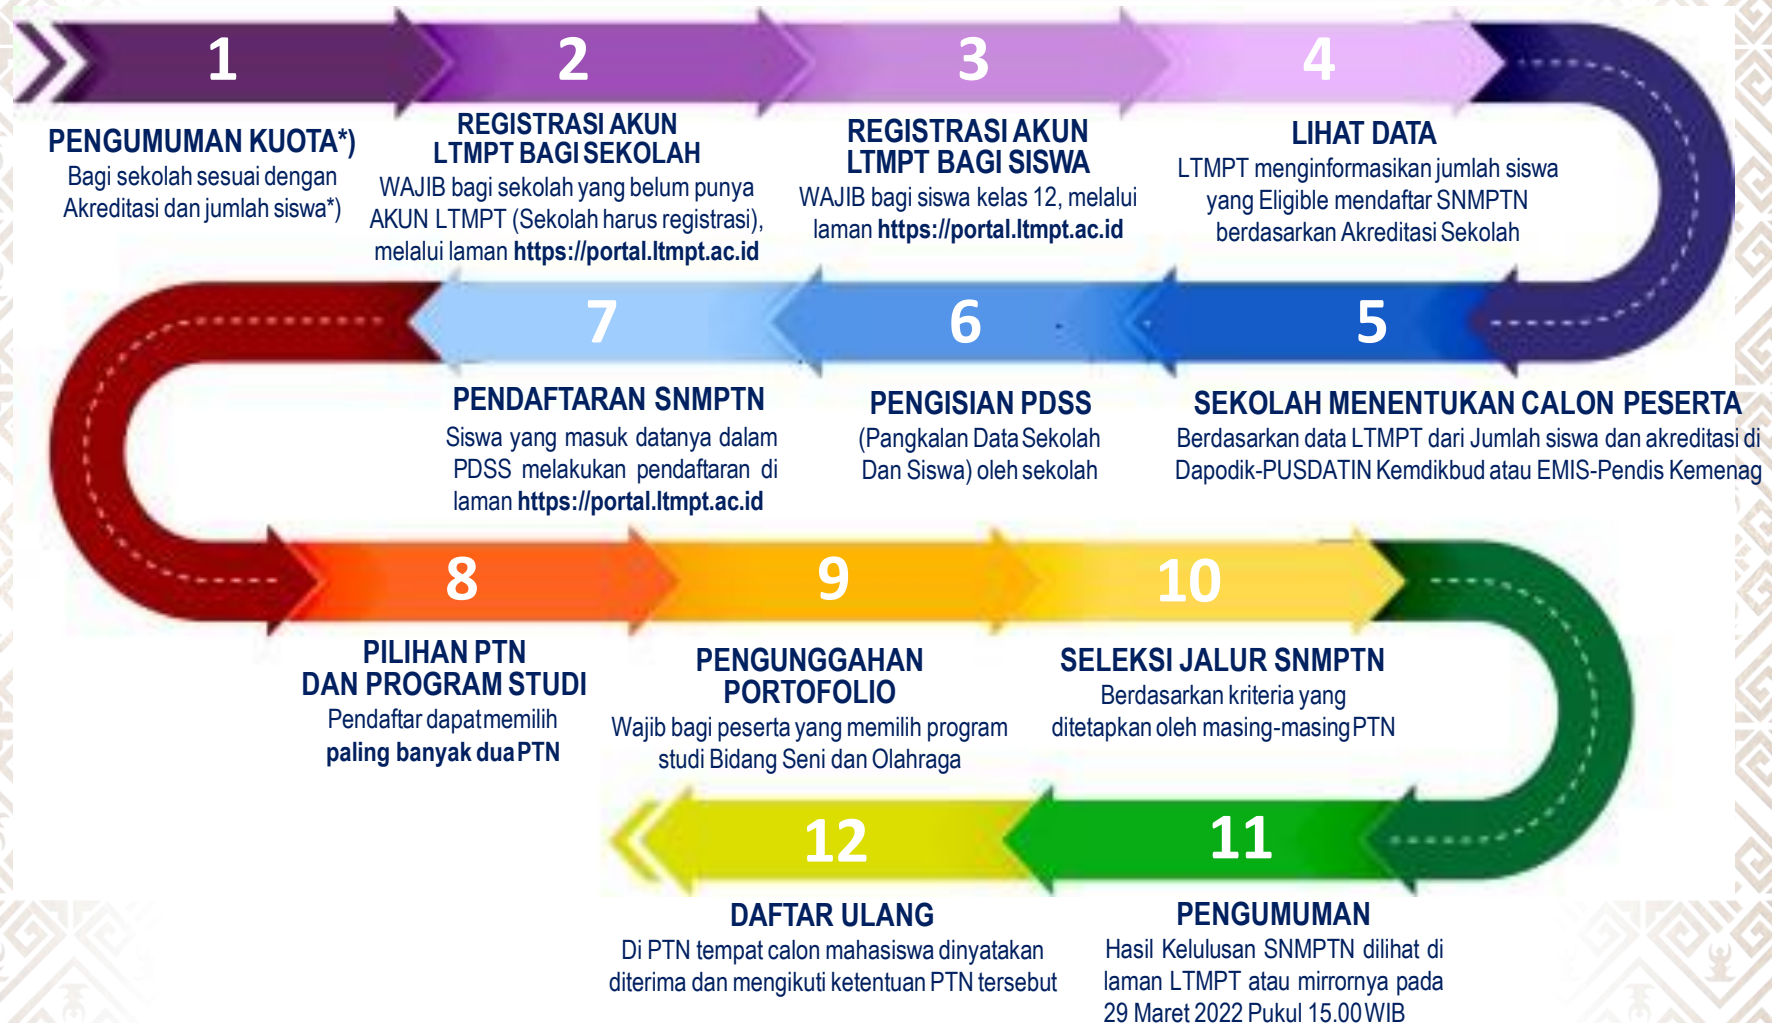 1
PENGUMUMAN KUOTA*)
Bagi sekolah sesuai dengan
Akreditasi dan jumlah siswa*)
2
REGISTRASI AKUN
LTMPT BAGI SEKOLAH
WAJIB bagi sekolah yang belum punya
AKUN LTMPT (Sekolah harus registrasi),
melalui laman https://portal.ltmpt.ac.id
3
REGISTRASI AKUN
LTMPT BAGI SISWA
WAJIB bagi siswa kelas 12, melalui
laman https://portal.ltmpt.ac.id
4
LIHAT DATA
LTMPT menginformasikan jumlah siswa
yang Eligible mendaftar SNMPTN
berdasarkan Akreditasi Sekolah
5
SEKOLAH MENENTUKAN CALON PESERTA
Berdasarkan data LTMPT dari Jumlah siswa dan akreditasi di
Dapodik-PUSDATIN Kemdikbud atau EMIS-Pendis Kemenag
6
PENGISIAN PDSS
(Pangkalan Data Sekolah
Dan Siswa) oleh sekolah
7
PENDAFTARAN SNMPTN
Siswa yang masuk datanya dalam
PDSS melakukan pendaftaran di
laman https://portal.ltmpt.ac.id
8
PILIHAN PTN
DAN PROGRAM STUDI
Pendaftar dapat memilih
paling banyak dua PTN
9
PENGUNGGAHAN
PORTOFOLIO
Wajib bagi peserta yang memilih program
studi Bidang Seni dan Olahraga
10
SELEKSI JALUR SNMPTN
Berdasarkan kriteria yang
ditetapkan oleh masing-masing PTN
11
PENGUMUMAN
Hasil Kelulusan SNMPTN dilihat di
laman LTMPT atau mirrornya pada
29 Maret 2022 Pukul 15.00 WIB
12
DAFTAR ULANG
Di PTN tempat calon mahasiswa dinyatakan
diterima dan mengikuti ketentuan PTN tersebut